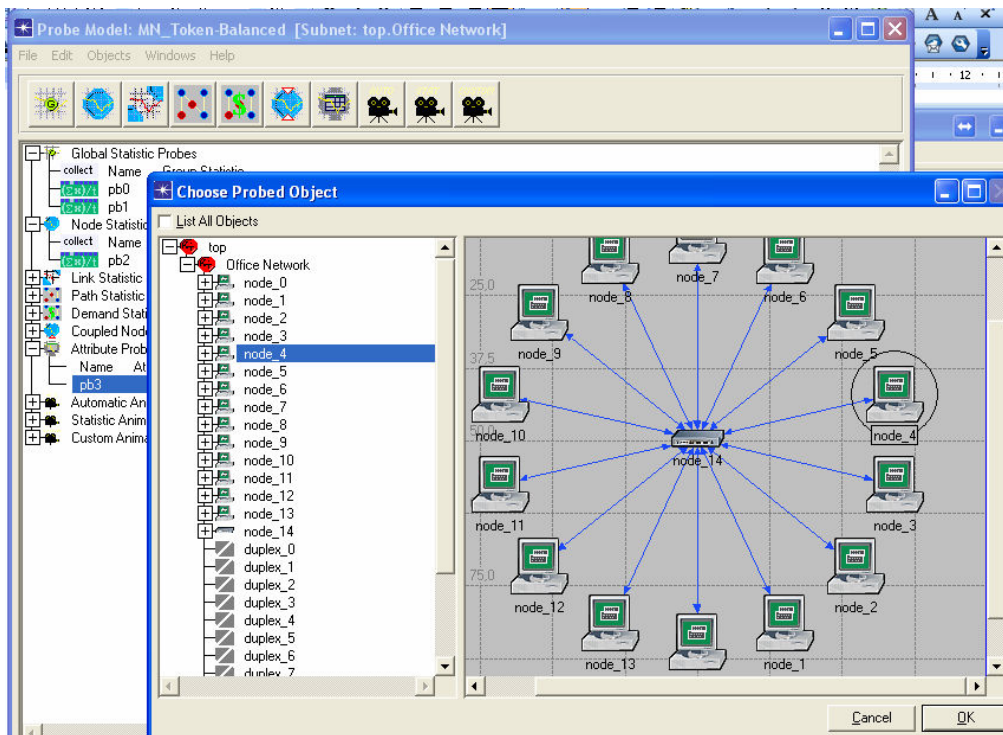 Probe Model: MN_Token-Balanced [Subnet: top.Office Network]
File Edit Objects Windows Help
A A
12
Global Statistic Probes
collect Name Group Statistic
pb0
pb1
Node Statistic
collect Name
pb2
Link Statistic
Path Statistic
Demand Stati
Coupled Node
Attribute Prob
Name At
pb3
Automatic An
Statistic Anim
Custom Anima
Choose Probed Object
List All Objects
top
Office Network
node_0
node_1
node_2
node_3
node_4
node_5
node_6
node_7
node_8
node_9
node_10
node_11
node_12
node_13
node_14
duplex_0
duplex_1
duplex_2
duplex_3
duplex_4
duplex_5
duplex_6
duplex_7
25.0
node_8
node_7
node_6
node_9
node_5
37.5
node_10
50.0
node_14
node_4
node_11
node_3
75.0
node_12
node_2
node_13
node_1
Cancel
OK